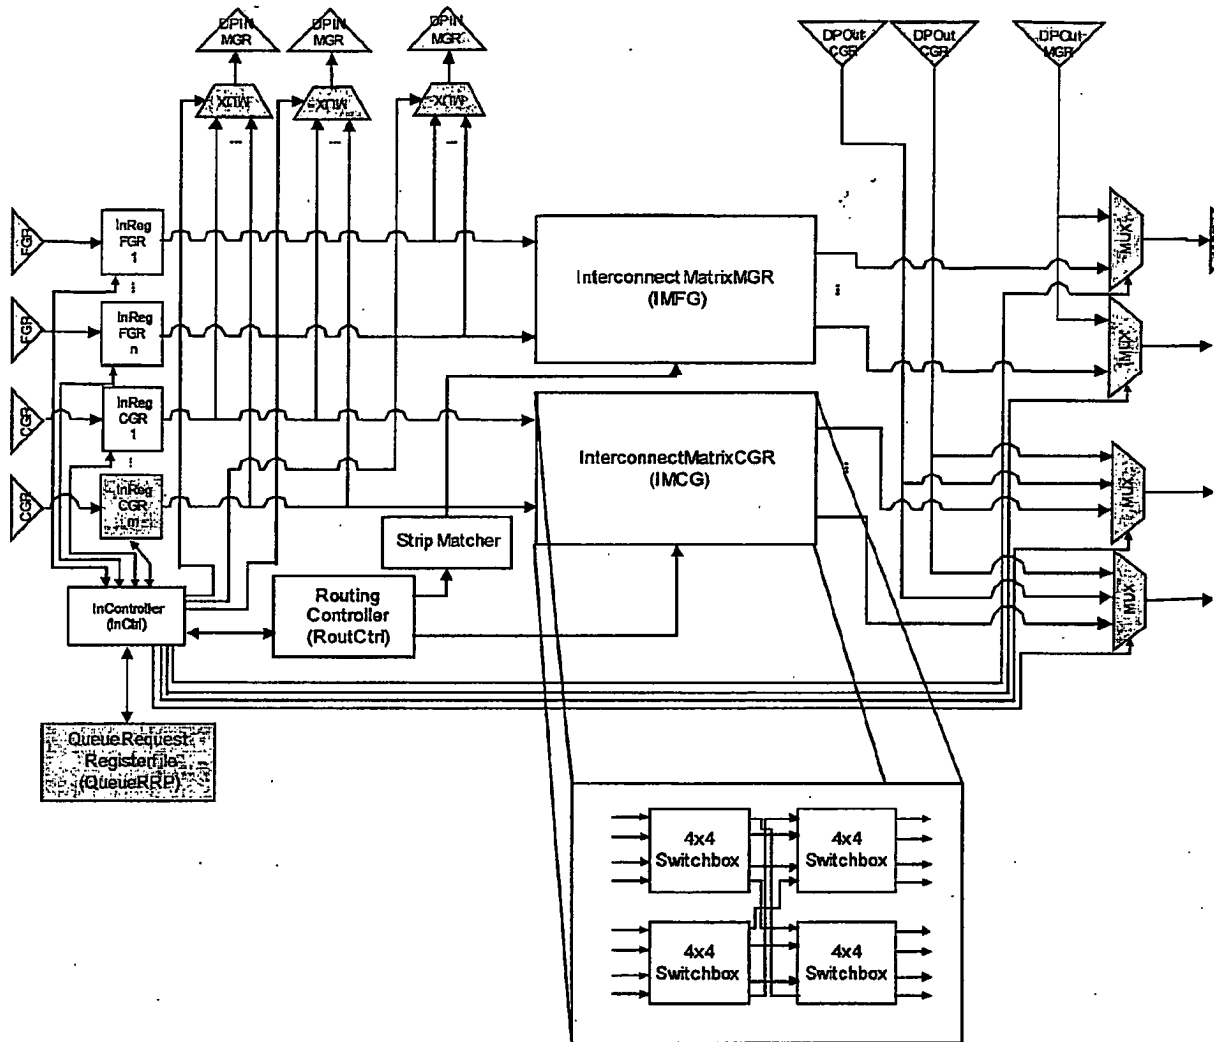 DPIN
MGR
DPIN
MGR
DPIN
MGR
DPOut
CGR
DPOut
CGR
DPOut-
MGR
MUX
MUX
MUX
FGR
InReg
FGR
1
FGR
InReg
FGR
n
CGR
InReg
CGR
1
CGR
InReg
CGR
m
Interconnect MatrixMGR
(IMFG)
InterconnectMatrixCGR
(IMCG)
MUX
MUX
MUX
MUX
Strip Matcher
Routing
Controller
(RoutCtrl)
InController
(InCtrl)
QueueRequest
Registerfile
(QueueRRP)
4x4
Switchbox
4x4
Switchbox
4x4
Switchbox
4x4
Switchbox